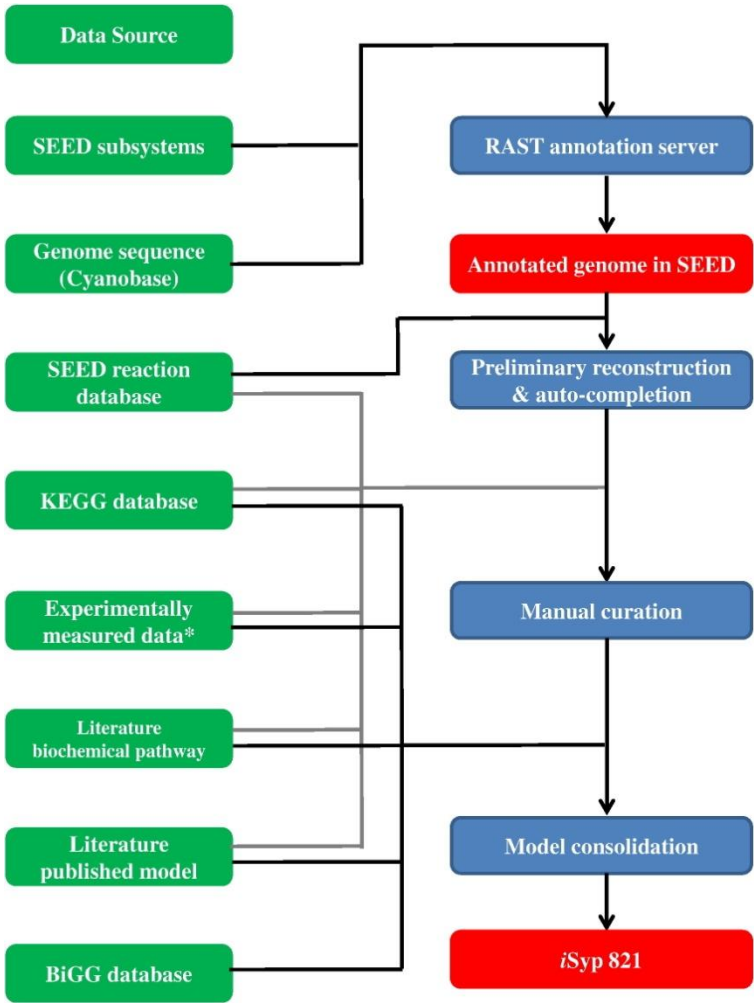 Data Source
SEED subsystems
RAST annotation server
Genome sequence
(Cyanobase)
Annotated genome in SEED
SEED reaction
database
Preliminary reconstruction
& auto-completion
KEGG database
Experimentally
measured data*
Manual curation
Literature
biochemical pathway
Literature
published model
Model consolidation
BiGG database
iSyp 821